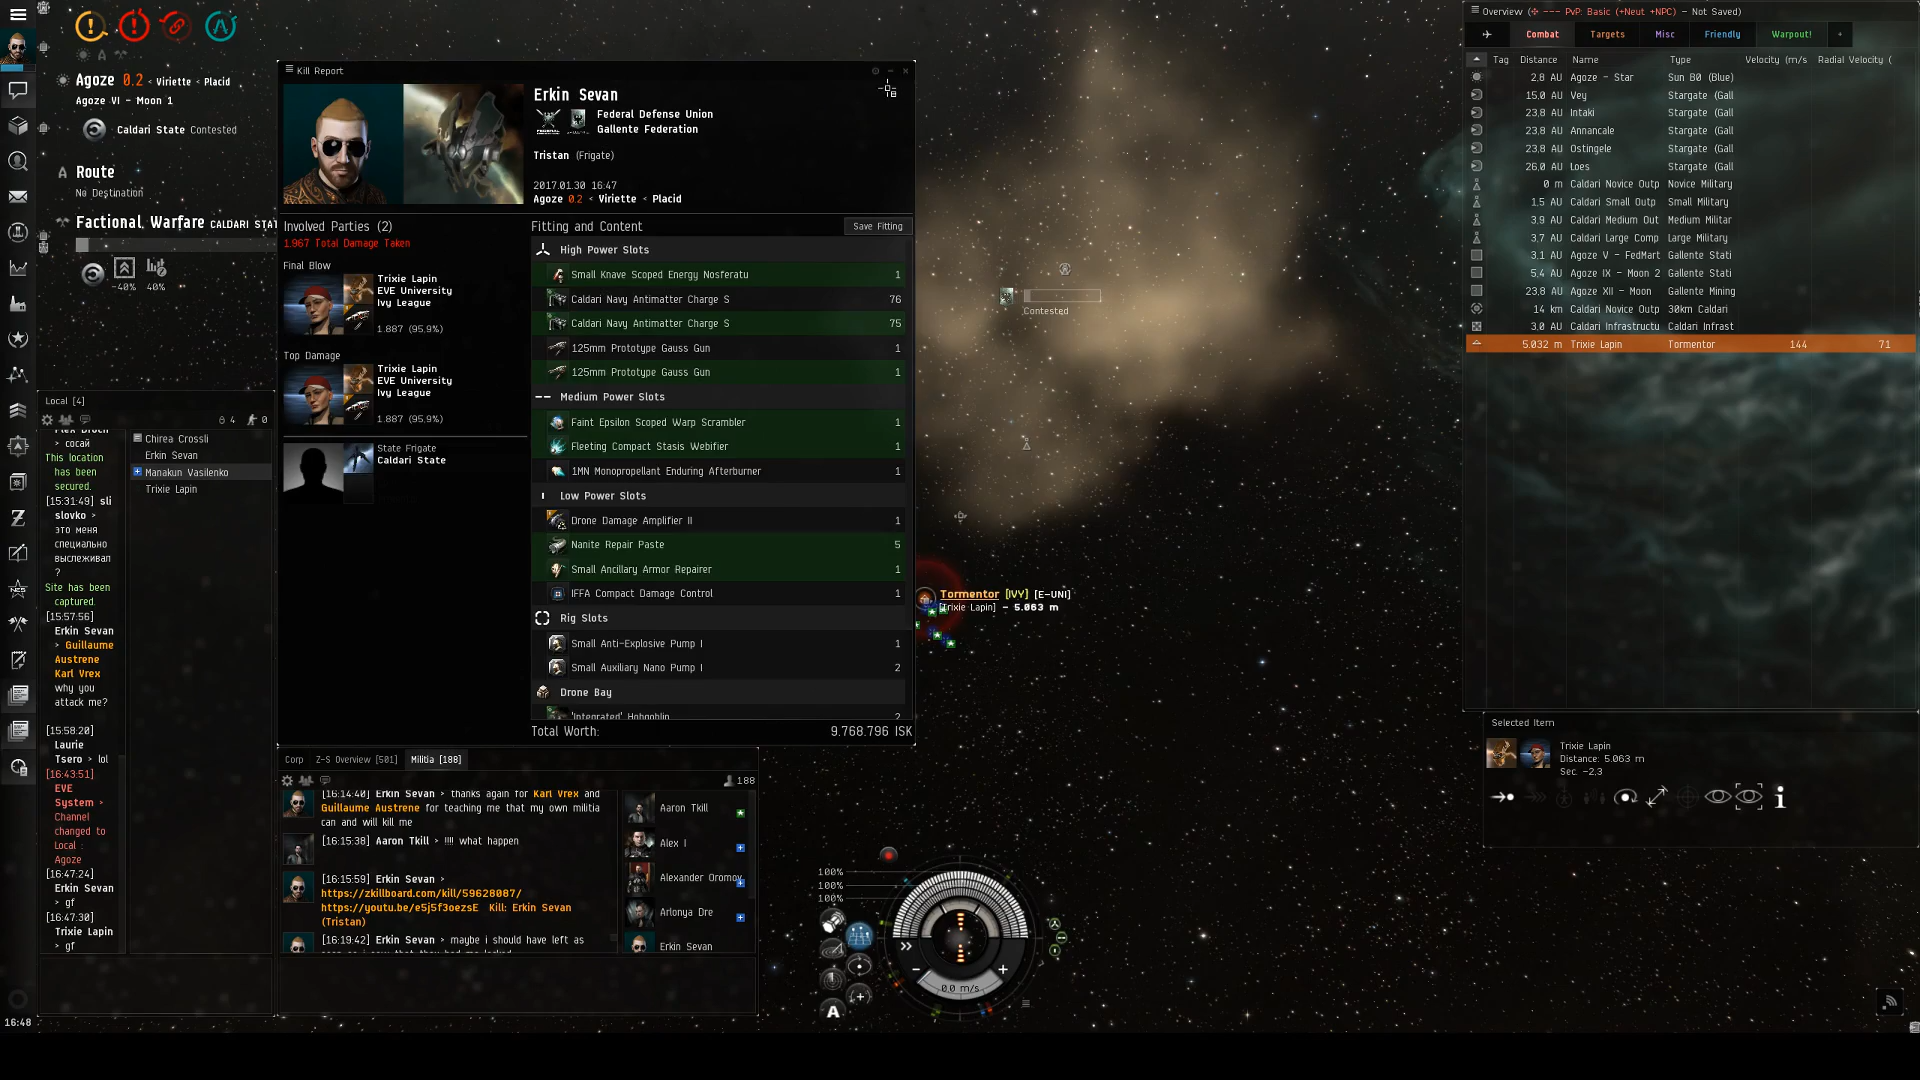 Agoze 0.2 < Viriette < Placid
Agoze VI - Moon 1
Caldari State Contested
Route
No Destination
Factional Warfare CALDARI STAT
-40% 40%
Local [4]
4 0
> сосай
This location
has been
secured.
[15:31:49] sli
slovko >
это меня
специально
выслеживал
?
Site has been
captured.
[15:57:56]
Erkin Sevan
> Guillaume
Austrene
Karl Vrex
why you
attack me?
[15:58:20]
Laurie
Tsero > lol
[16:43:51]
EVE
System >
Channel
changed to
Local :
Agoze
[16:47:24]
Erkin Sevan
> gf
[16:47:30]
Trixie Lapin
> gf
Chirea Crossli
Erkin Sevan
Manakun Vasilenko
Trixie Lapin
16:48
Kill Report
Erkin Sevan
Federal Defense Union
Gallente Federation
Tristan (Frigate)
2017.01.30 16:47
Agoze 0.2 < Viriette < Placid
Involved Parties (2)
1.967 Total Damage Taken
Final Blow
Trixie Lapin
EVE University
Ivy League
1.887 (95.9%)
Top Damage
Trixie Lapin
EVE University
Ivy League
1.887 (95.9%)
State Frigate
Caldari State
Fitting and Content
Save Fitting
High Power Slots
Small Knave Scoped Energy Nosferatu 1
Caldari Navy Antimatter Charge S 76
Caldari Navy Antimatter Charge S 75
125mm Prototype Gauss Gun 1
125mm Prototype Gauss Gun 1
Medium Power Slots
Faint Epsilon Scoped Warp Scrambler 1
Fleeting Compact Stasis Webifier 1
1MN Monopropellant Enduring Afterburner 1
Low Power Slots
Drone Damage Amplifier II 1
Nanite Repair Paste 5
Small Ancillary Armor Repairer 1
IFFA Compact Damage Control 1
Rig Slots
Small Anti-Explosive Pump I 1
Small Auxiliary Nano Pump I 2
Drone Bay
'Integrated' Hobgoblin 2
Total Worth: 9.768.796 ISK
Corp Z-S Overview [501] Militia [188]
188
[16:14:40] Erkin Sevan > thanks again for Karl Vrex and
Guillaume Austrene for teaching me that my own militia
can and will kill me
[16:15:38] Aaron Tkill > !!!! what happen
[16:15:59] Erkin Sevan >
https://zkillboard.com/kill/59628087/
https://youtu.be/e5j5f3oezsE Kill: Erkin Sevan
(Tristan)
[16:19:42] Erkin Sevan > maybe i should have left as
Aaron Tkill
Alex I
Alexander Oromov
Arlonya Dre
Erkin Sevan
Contested
Tormentor [IVY] [E-UNI]
[Trixie Lapin] - 5.063 m
100%
100%
100%
0.0 m/s
Overview (--- PvP: Basic (+Neut +NPC) - Not Saved)
Combat Targets Misc Friendly Warpout! +
Tag Distance Name Type Velocity (m/s Radial Velocity (
2,8 AU Agoze - Star Sun B0 (Blue)
15,0 AU Vey Stargate (Gall
23,8 AU Intaki Stargate (Gall
23,8 AU Annancale Stargate (Gall
23,8 AU Ostingele Stargate (Gall
26,0 AU Loes Stargate (Gall
0 m Caldari Novice Outp Novice Military
1,5 AU Caldari Small Outp Small Military
3,9 AU Caldari Medium Out Medium Militar
3,7 AU Caldari Large Comp Large Military
3,1 AU Agoze V - FedMart Gallente Stati
5,4 AU Agoze IX - Moon 2 Gallente Stati
23,8 AU Agoze XII - Moon Gallente Mining
14 km Caldari Novice Outp 30km Caldari
3,0 AU Caldari Infrastructu Caldari Infrast
5.032 m Trixie Lapin Tormentor 144 71
Selected Item
Trixie Lapin
Distance: 5.063 m
Sec. -2,3